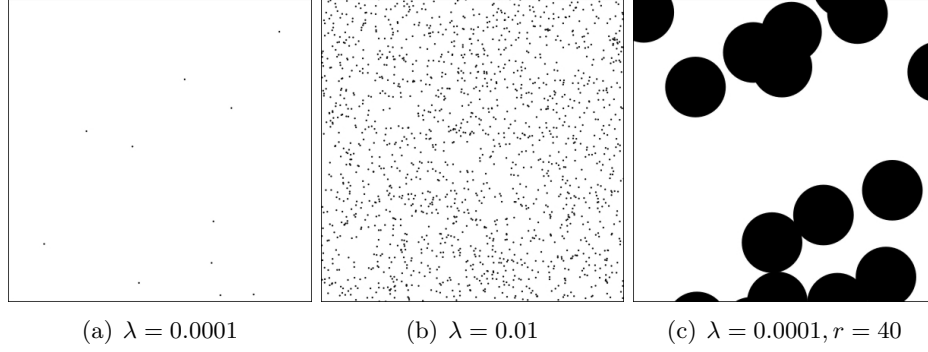 (a) λ = 0.0001
(b) λ = 0.01
(c) λ = 0.0001, r = 40